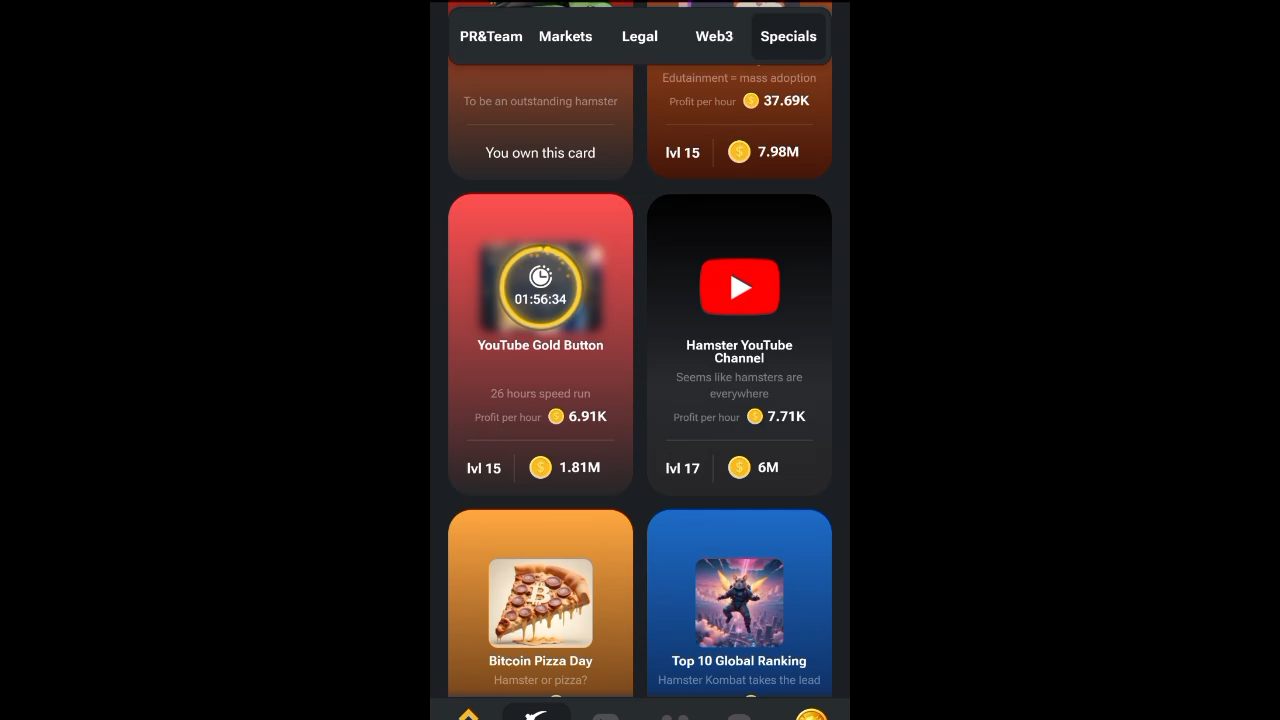 PR&Team Markets Legal Web3 Specials
To be an outstanding hamster
You own this card
Edutainment = mass adoption
Profit per hour 37.69K
lvl 15 7.98M
01:56:34
YouTube Gold Button
26 hours speed run
Profit per hour 6.91K
lvl 15 1.81M
Hamster YouTube
Channel
Seems like hamsters are
everywhere
Profit per hour 7.71K
lvl 17 6M
Bitcoin Pizza Day
Hamster or pizza?
Top 10 Global Ranking
Hamster Kombat takes the lead